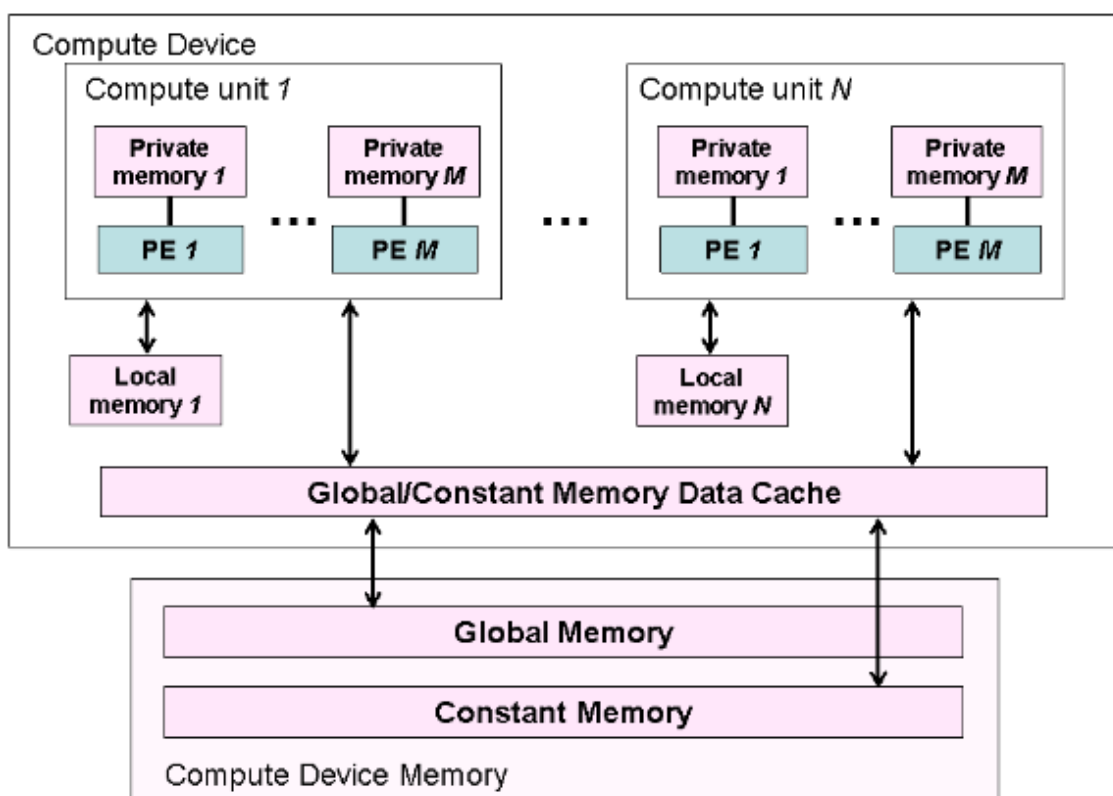 Compute Device
Compute unit 1
Compute unit N
Private
memory 1
Private
memory M
Private
memory 1
Private
memory M
...
...
...
PE 1
PE M
PE 1
PE M
Local
memory 1
Local
memory N
Global/Constant Memory Data Cache
Global Memory
Constant Memory
Compute Device Memory